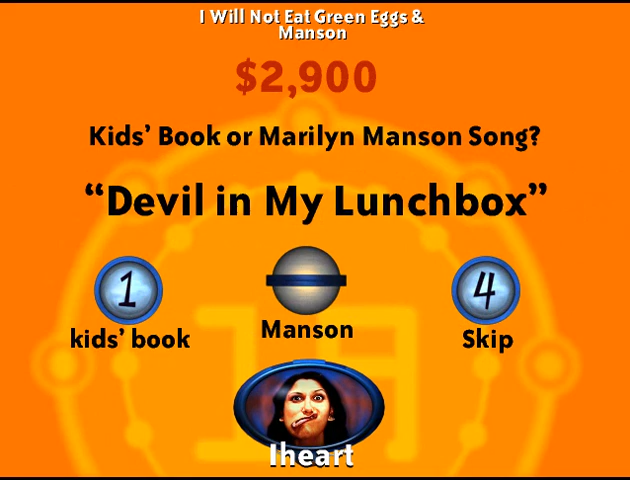 I Will Not Eat Green Eggs &
Manson
$2,900
Kids’ Book or Marilyn Manson Song?
“Devil in My Lunchbox”
1
4
kids’ book
Manson
Skip
Iheart